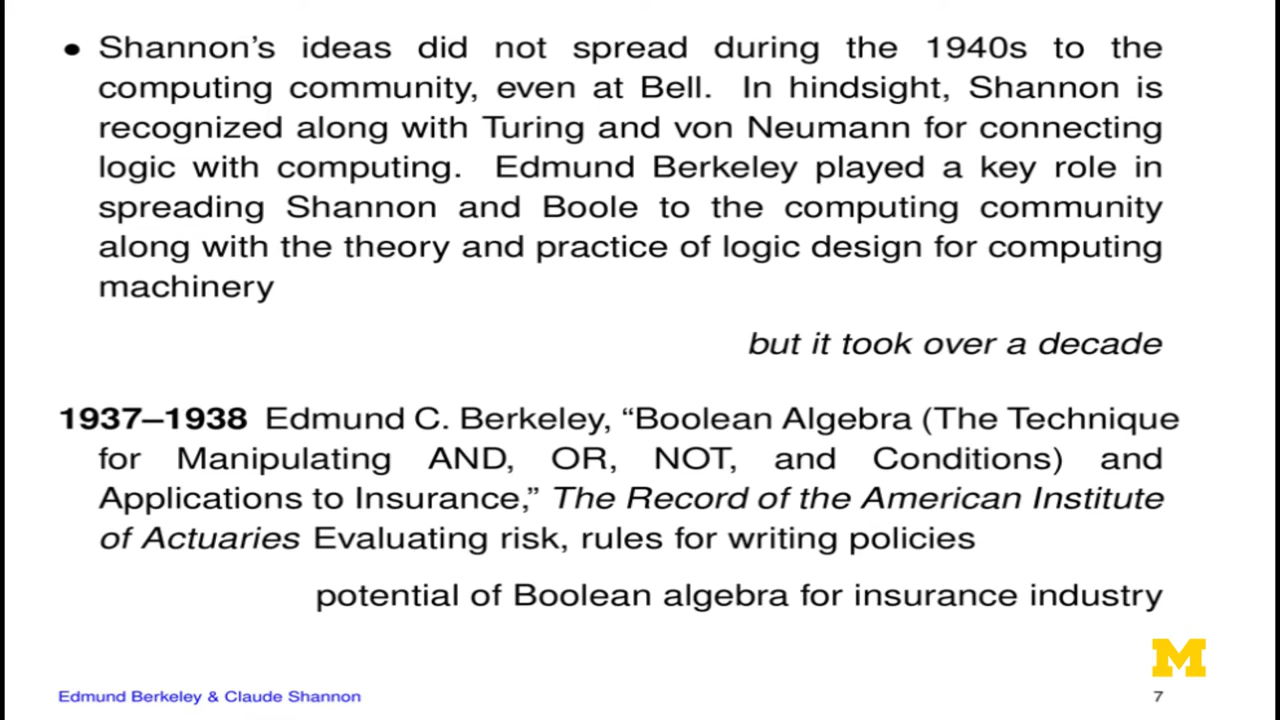 • Shannon's ideas did not spread during the 1940s to the
computing community, even at Bell. In hindsight, Shannon is
recognized along with Turing and von Neumann for connecting
logic with computing. Edmund Berkeley played a key role in
spreading Shannon and Boole to the computing community
along with the theory and practice of logic design for computing
machinery
but it took over a decade
1937–1938 Edmund C. Berkeley, “Boolean Algebra (The Technique
for Manipulating AND, OR, NOT, and Conditions) and
Applications to Insurance,” The Record of the American Institute
of Actuaries Evaluating risk, rules for writing policies
potential of Boolean algebra for insurance industry
M
Edmund Berkeley & Claude Shannon
7